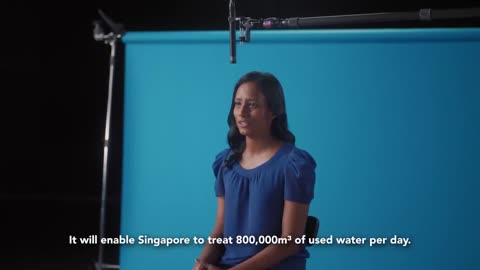 It will enable Singapore to treat 800,000m³ of used water per day.